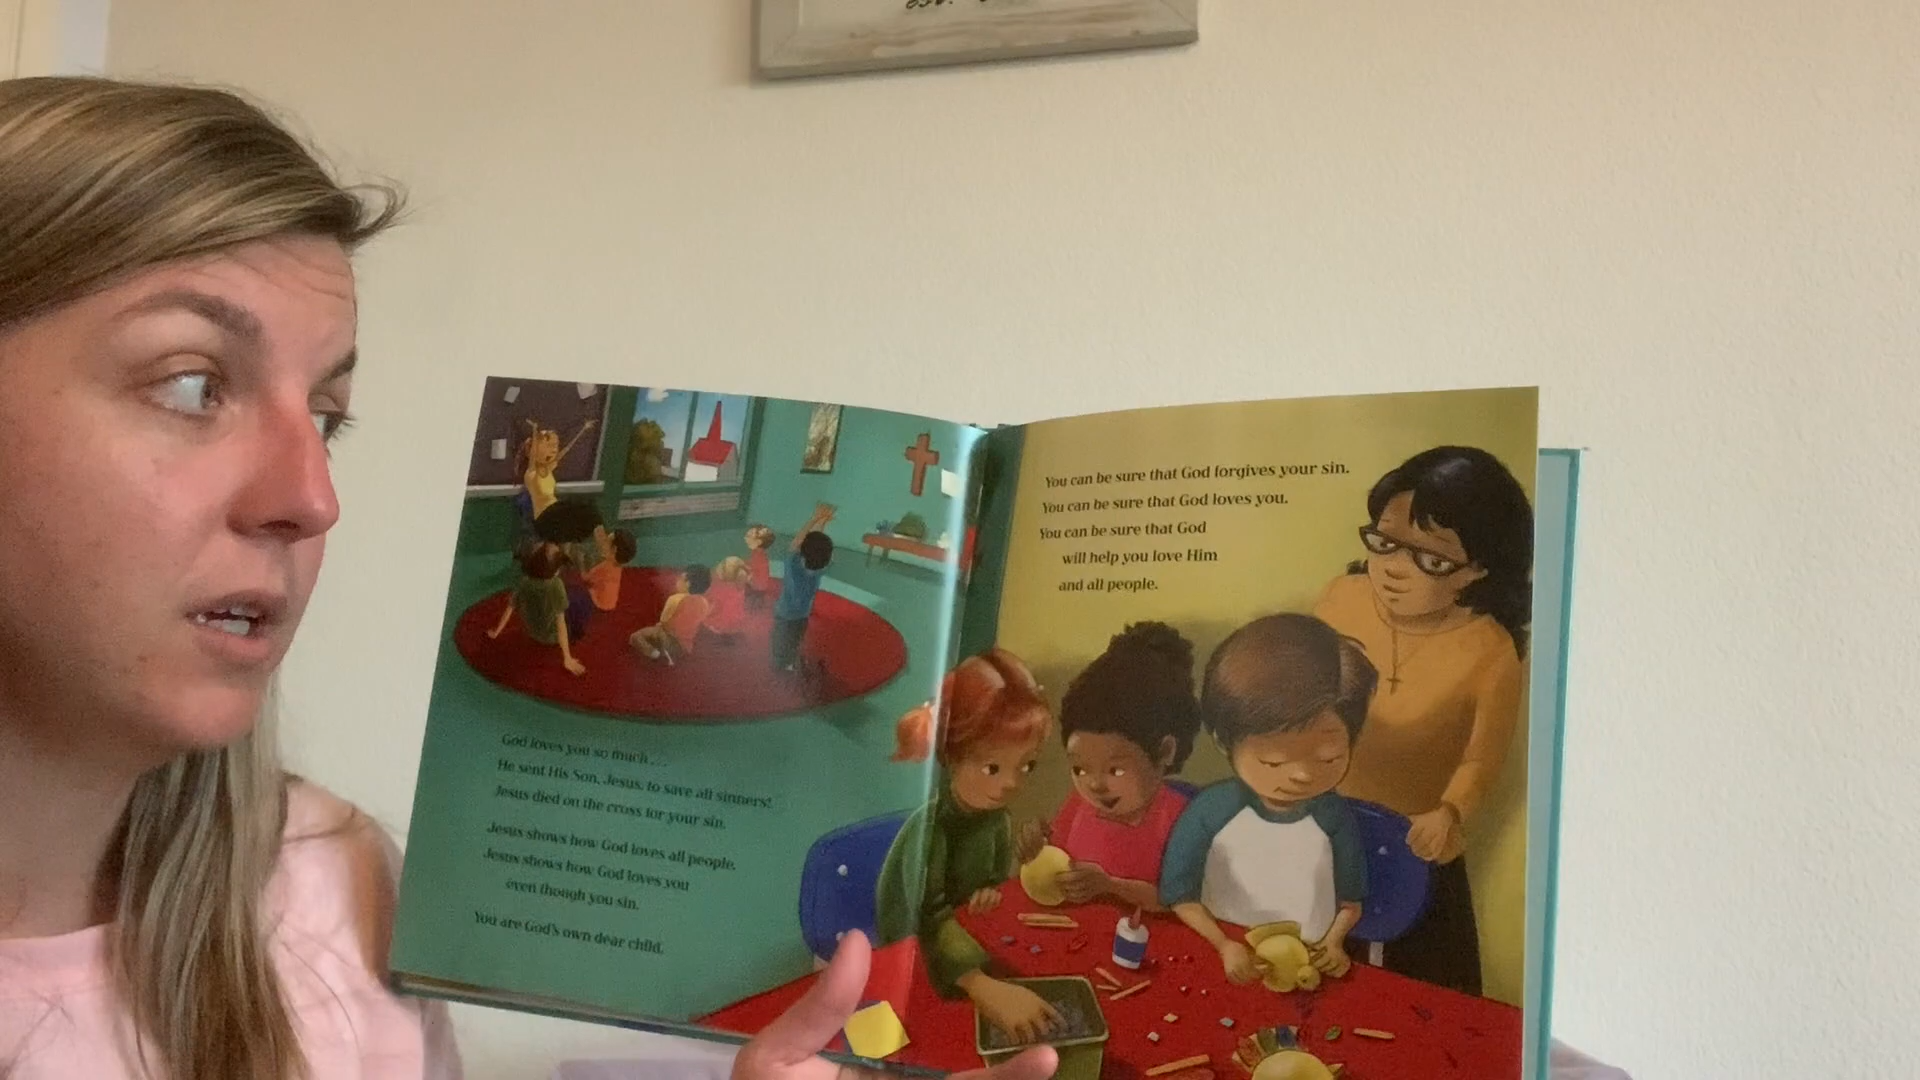 God loves you so much . . .
He sent His Son, Jesus, to save all sinners!
Jesus died on the cross for your sin.
Jesus shows how God loves all people.
Jesus shows how God loves you
even though you sin.
You are God's own dear child.
You can be sure that God forgives your sin.
You can be sure that God loves you.
You can be sure that God
will help you love Him
and all people.